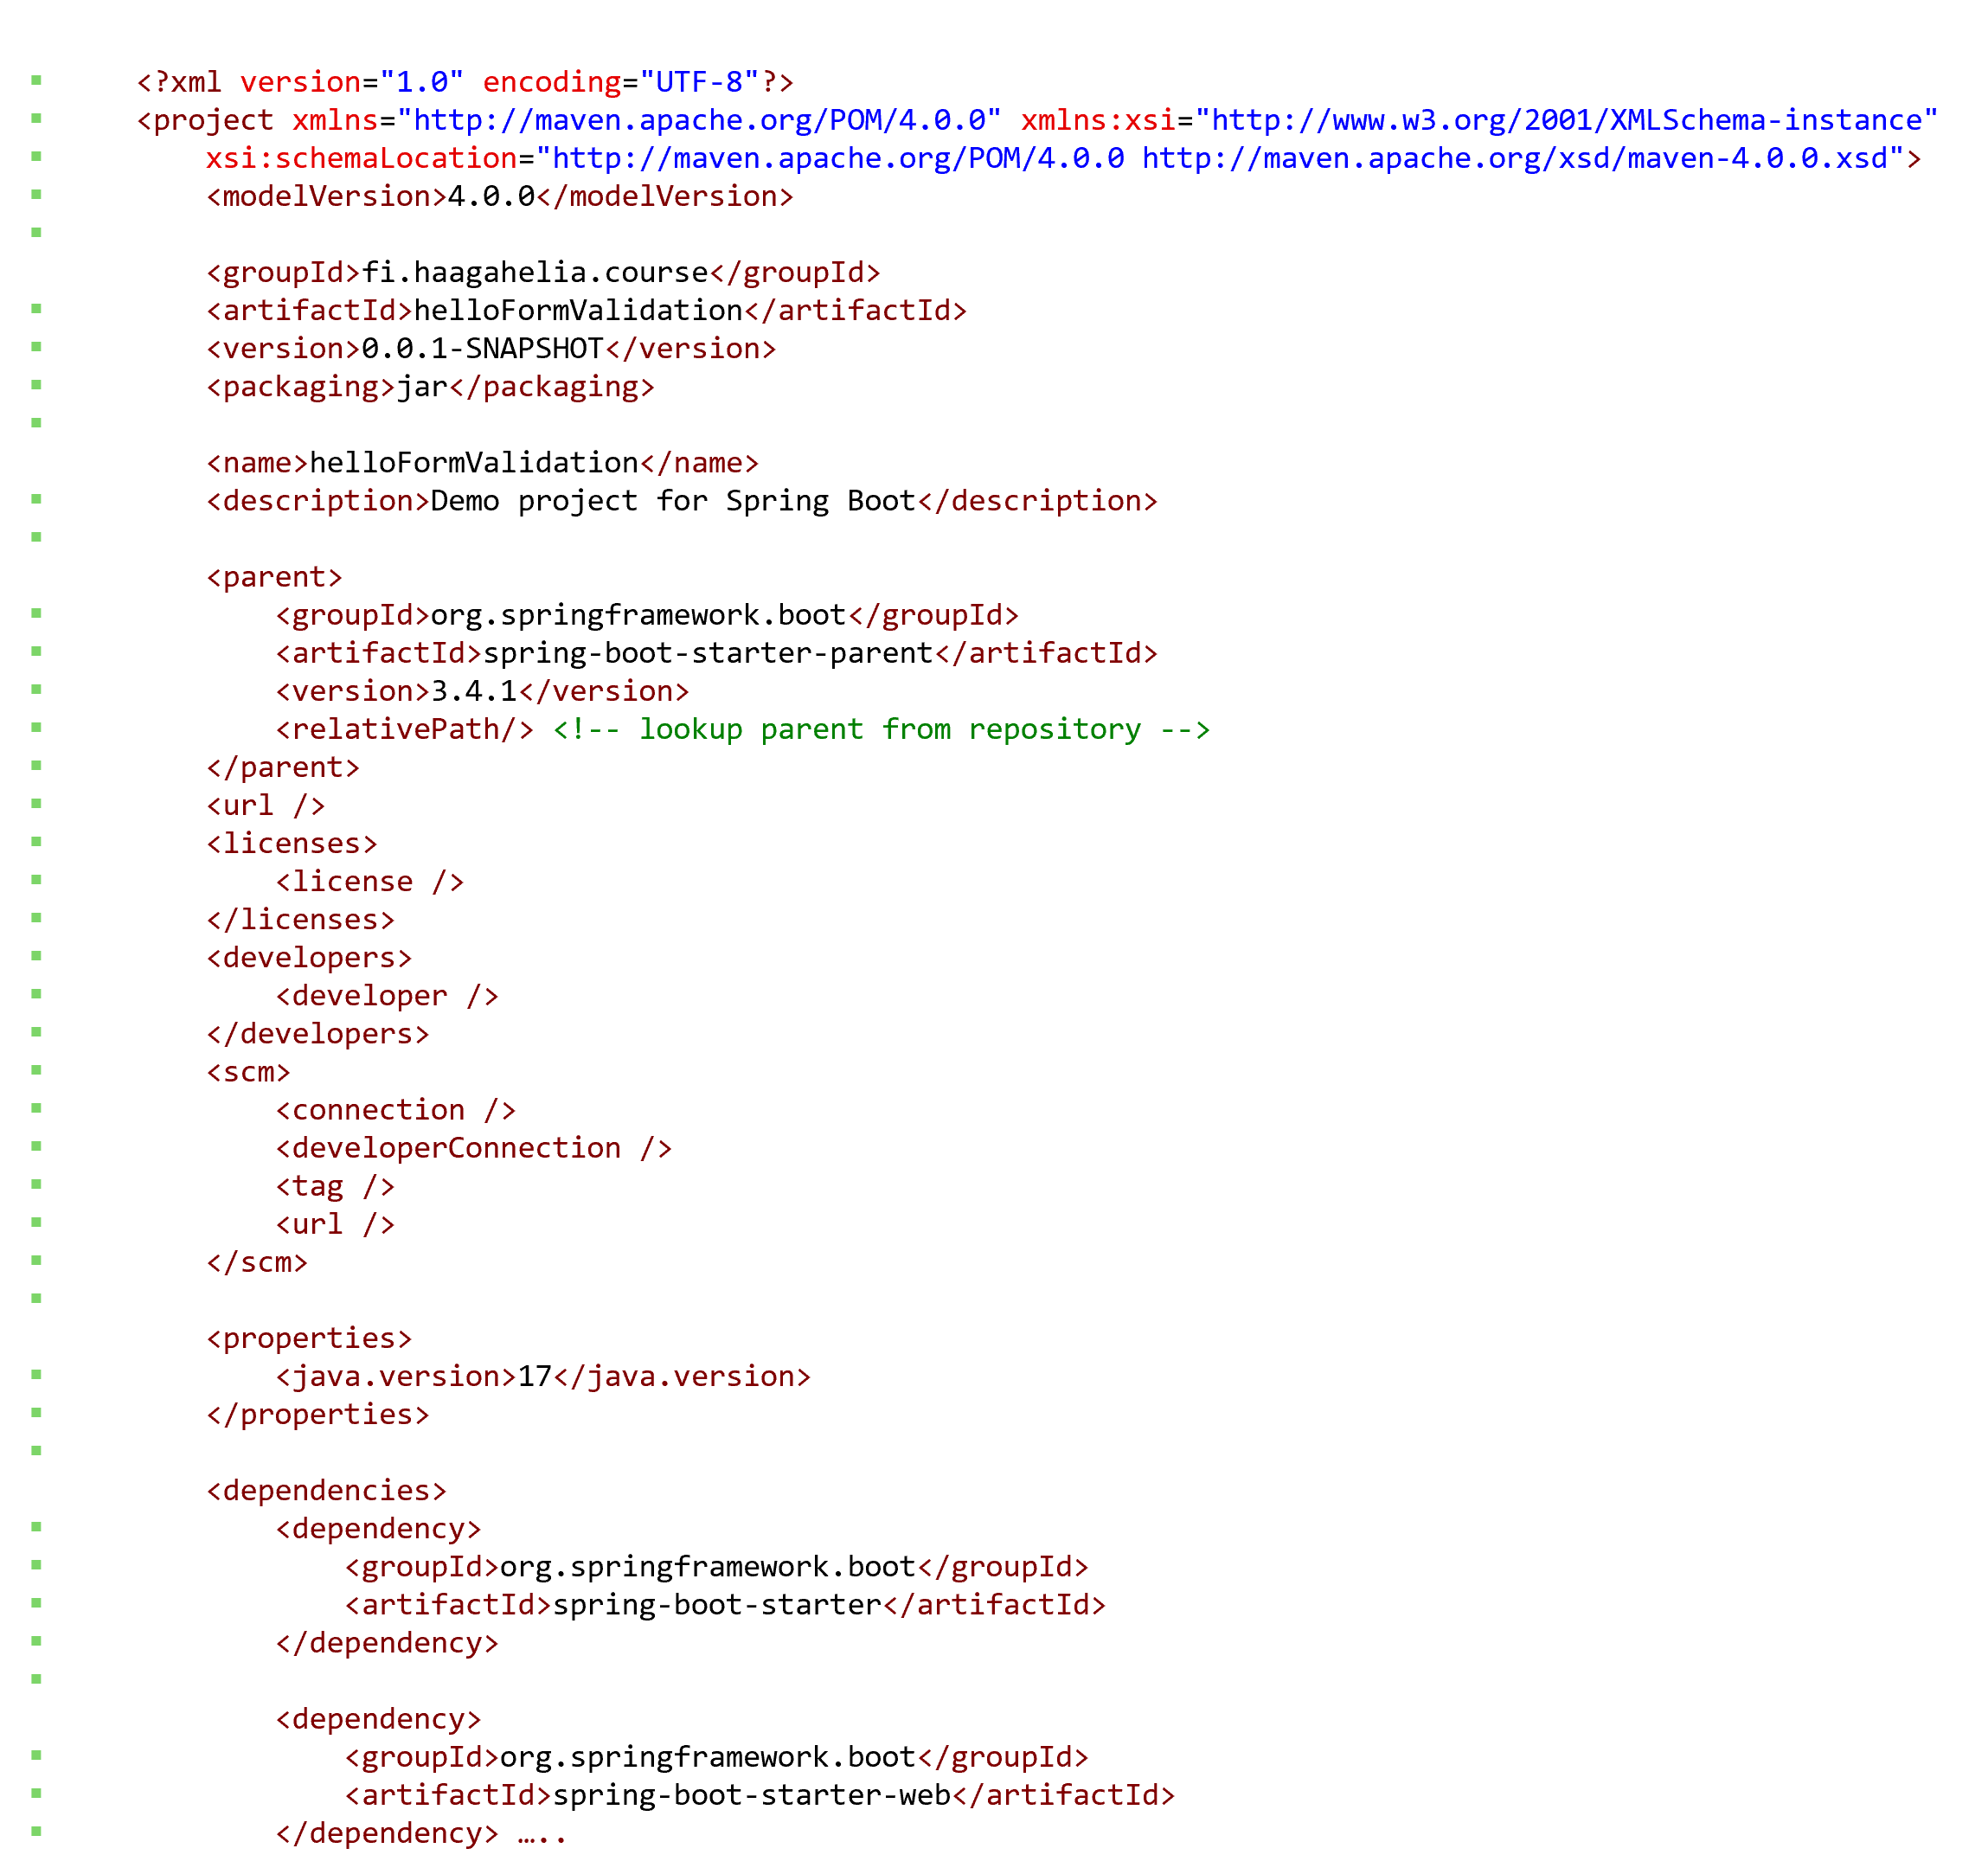 <?xml version="1.0" encoding="UTF-8"?>
<project xmlns="http://maven.apache.org/POM/4.0.0" xmlns:xsi="http://www.w3.org/2001/XMLSchema-instance"
xsi:schemaLocation="http://maven.apache.org/POM/4.0.0 http://maven.apache.org/xsd/maven-4.0.0.xsd">
<modelVersion>4.0.0</modelVersion>
<groupId>fi.haagahelia.course</groupId>
<artifactId>helloFormValidation</artifactId>
<version>0.0.1-SNAPSHOT</version>
<packaging>jar</packaging>
<name>helloFormValidation</name>
<description>Demo project for Spring Boot</description>
<parent>
<groupId>org.springframework.boot</groupId>
<artifactId>spring-boot-starter-parent</artifactId>
<version>3.4.1</version>
<relativePath/> <!-- lookup parent from repository -->
</parent>
<url />
<licenses>
<license />
</licenses>
<developers>
<developer />
</developers>
<scm>
<connection />
<developerConnection />
<tag />
<url />
</scm>
<properties>
<java.version>17</java.version>
</properties>
<dependencies>
<dependency>
<groupId>org.springframework.boot</groupId>
<artifactId>spring-boot-starter</artifactId>
</dependency>
<dependency>
<groupId>org.springframework.boot</groupId>
<artifactId>spring-boot-starter-web</artifactId>
</dependency> …..